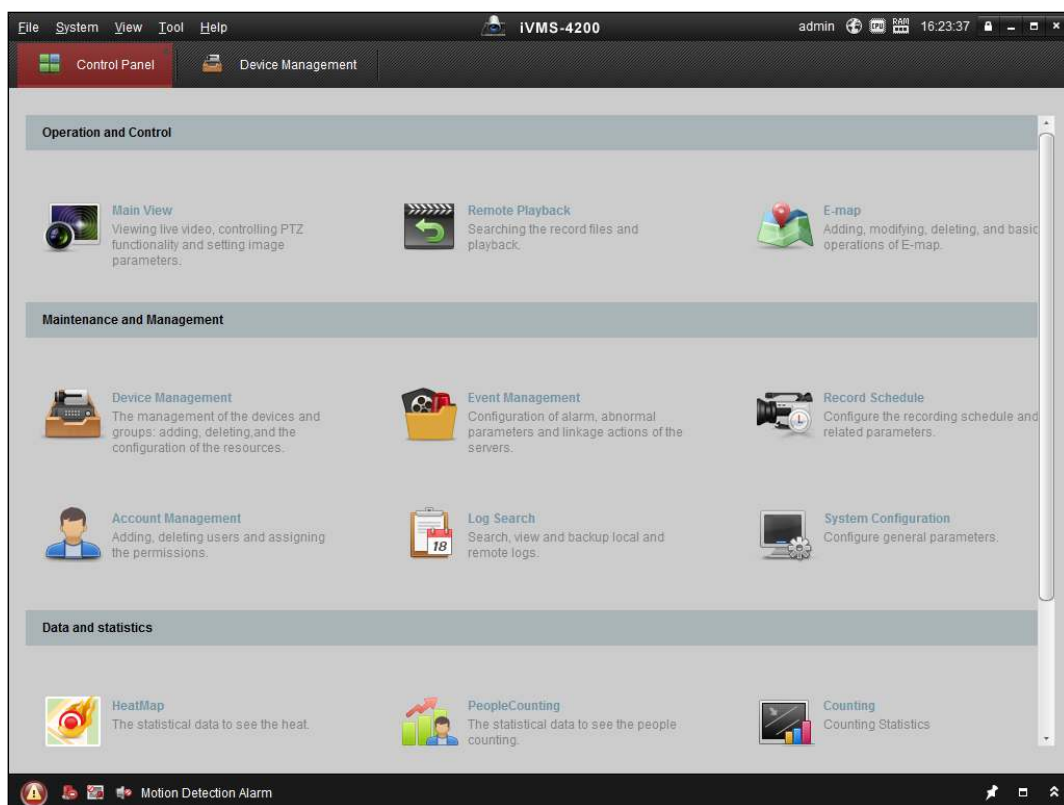 File System View Tool Help iVMS-4200 admin CPU RAM 16:23:37
Control Panel Device Management
Operation and Control
Main View
Viewing live video, controlling PTZ
functionality and setting image
parameters.
Remote Playback
Searching the record files and
playback.
E-map
Adding, modifying, deleting, and basic
operations of E-map.
Maintenance and Management
Device Management
The management of the devices and
groups: adding, deleting,and the
configuration of the resources.
Event Management
Configuration of alarm, abnormal
parameters and linkage actions of the
servers.
Record Schedule
Configure the recording schedule and
related parameters.
Account Management
Adding, deleting users and assigning
the permissions.
18
Log Search
Search, view and backup local and
remote logs.
System Configuration
Configure general parameters.
Data and statistics
HeatMap
The statistical data to see the heat.
PeopleCounting
The statistical data to see the people
counting.
Counting
Counting Statistics
Motion Detection Alarm